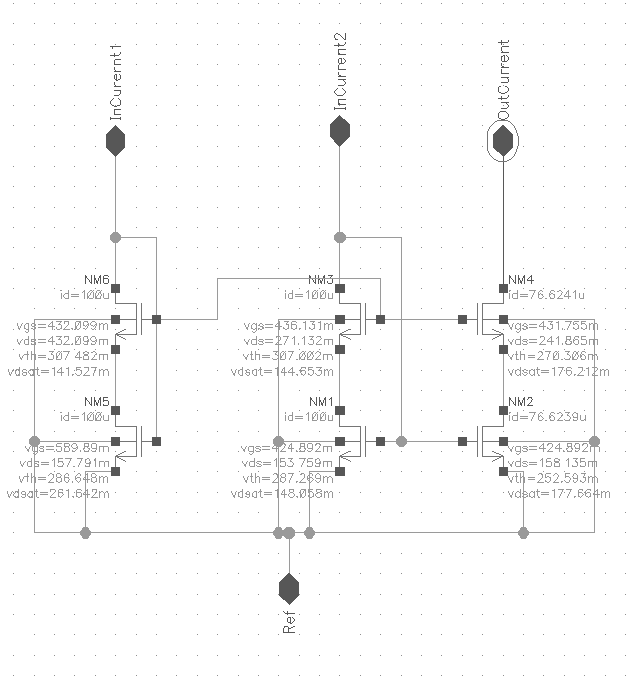 InCurernt1
InCurrent2
OutCurrent
NM6
id=100u
vgs=432.099m
vds=432.099m
vth=307.482m
vdsat=141.527m
NM3
id=100u
vgs=436.131m
vds=271.132m
vth=307.002m
vdsat=144.653m
NM4
id=76.6241u
vgs=431.755m
vds=241.865m
vth=270.306m
vdsat=176.212m
NM5
id=100u
vgs=589.89m
vds=157.791m
vth=286.648m
vdsat=261.642m
NM1
id=100u
vgs=424.892m
vds=153.759m
vth=287.269m
vdsat=148.058m
NM2
id=76.6239u
vgs=424.892m
vds=158.135m
vth=252.593m
vdsat=177.664m
Ref